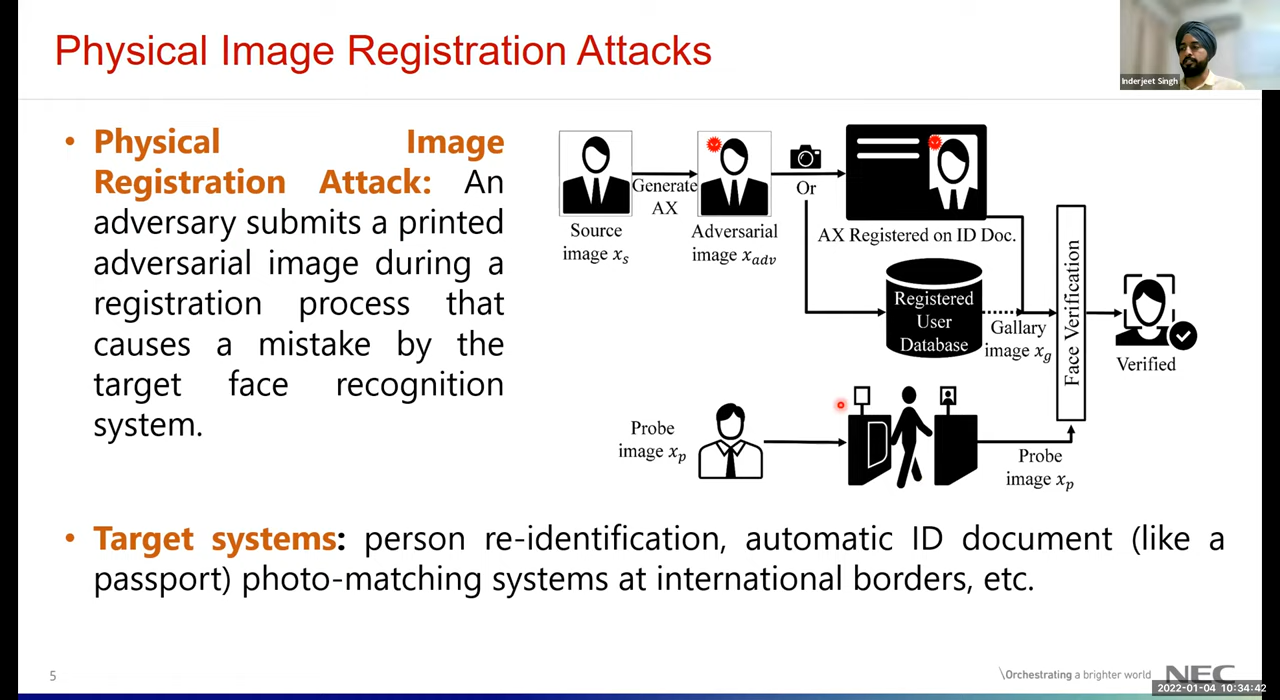 Physical Image Registration Attacks
Inderjeet Singh
• Physical Image
Registration Attack: An
adversary submits a printed
adversarial image during a
registration process that
causes a mistake by the
target face recognition
system.
Generate
AX
Or
Source
image xₛ
Adversarial
image x_adv
AX Registered on ID Doc.
Registered
User
Database
Gallary
image x_g
Face Verification
Verified
Probe
image xₚ
Probe
image xₚ
• Target systems: person re-identification, automatic ID document (like a
passport) photo-matching systems at international borders, etc.
5
\Orchestrating a brighter world
NEC
2022-01-04 10:34:42